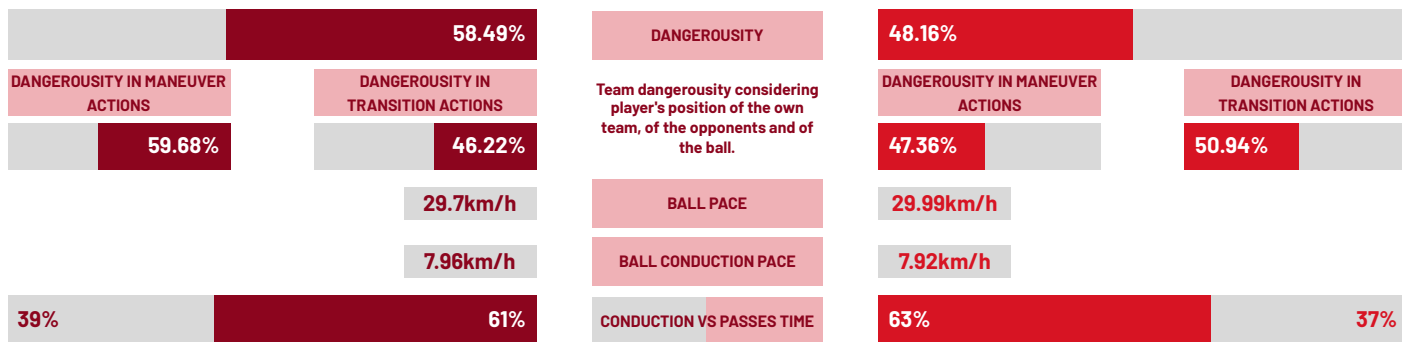 58.49%
DANGEROUSITY
48.16%
DANGEROUSITY IN MANEUVER
ACTIONS
DANGEROUSITY IN
TRANSITION ACTIONS
Team dangerousity considering
player's position of the own
team, of the opponents and of
the ball.
DANGEROUSITY IN MANEUVER
ACTIONS
DANGEROUSITY IN
TRANSITION ACTIONS
59.68%
46.22%
47.36%
50.94%
29.7km/h
BALL PACE
29.99km/h
7.96km/h
BALL CONDUCTION PACE
7.92km/h
39%
61%
CONDUCTION VS PASSES TIME
63%
37%